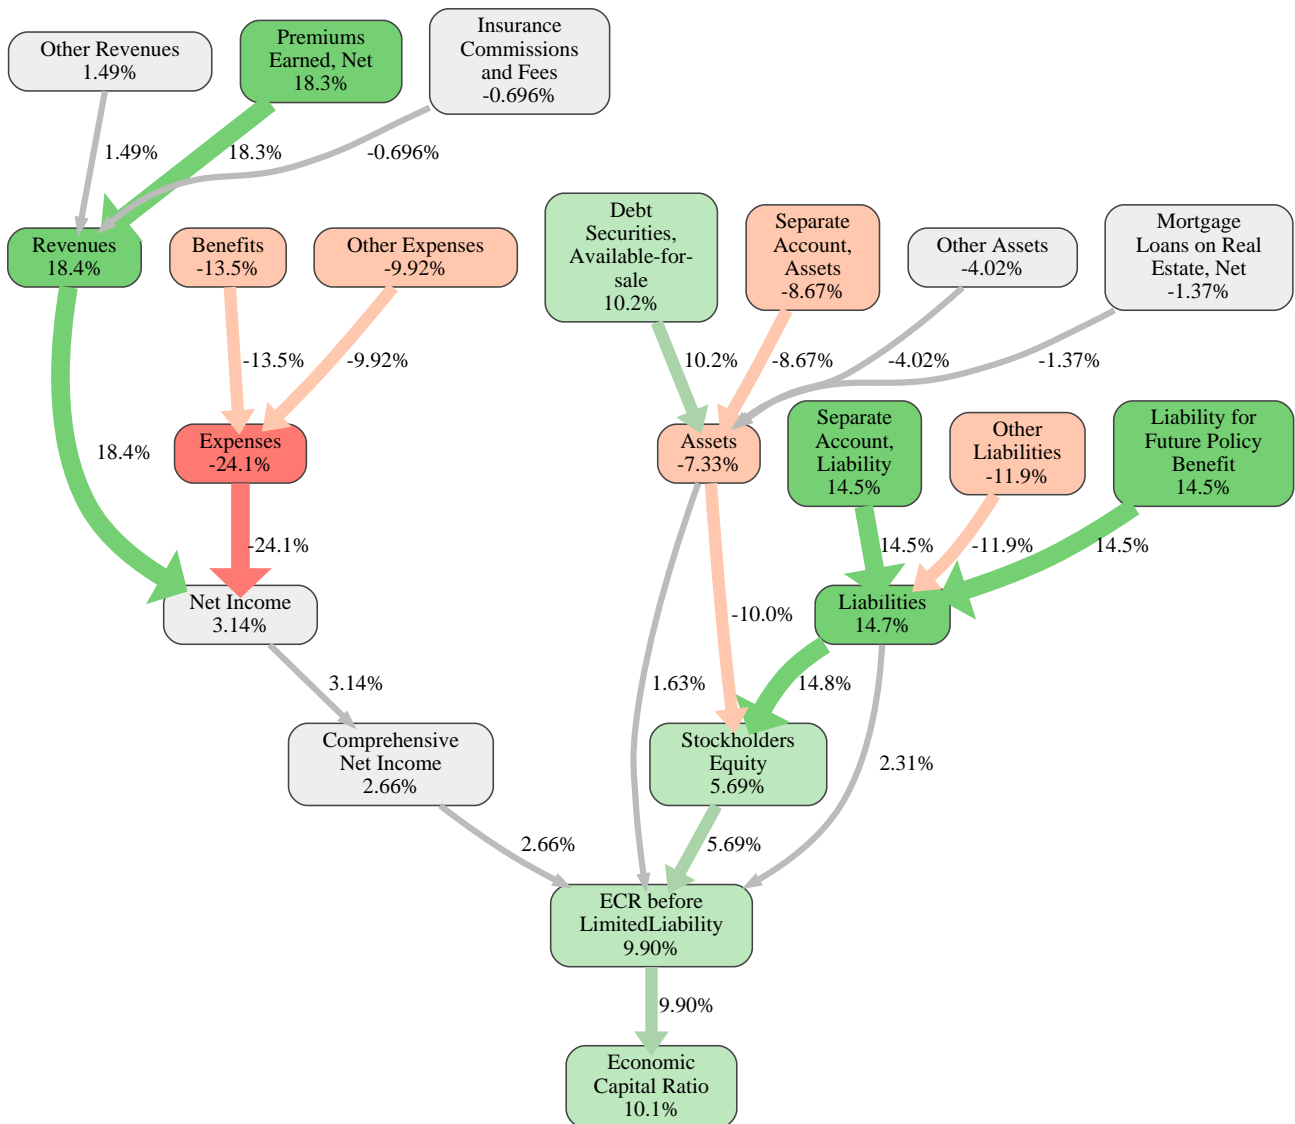 Other Revenues
1.49%
Premiums
Earned, Net
18.3%
Insurance
Commissions
and Fees
-0.696%
1.49%
18.3%
-0.696%
Revenues
18.4%
Benefits
-13.5%
Other Expenses
-9.92%
Debt
Securities,
Available-for-
sale
10.2%
Separate
Account,
Assets
-8.67%
Other Assets
-4.02%
Mortgage
Loans on Real
Estate, Net
-1.37%
-13.5%
-9.92%
10.2%
-8.67%
-4.02%
-1.37%
18.4%
Expenses
-24.1%
Assets
-7.33%
Separate
Account,
Liability
14.5%
Other
Liabilities
-11.9%
Liability for
Future Policy
Benefit
14.5%
-24.1%
14.5%
-11.9%
14.5%
Net Income
3.14%
-10.0%
Liabilities
14.7%
3.14%
1.63%
14.8%
Comprehensive
Net Income
2.66%
Stockholders
Equity
5.69%
2.31%
2.66%
5.69%
ECR before
LimitedLiability
9.90%
9.90%
Economic
Capital Ratio
10.1%